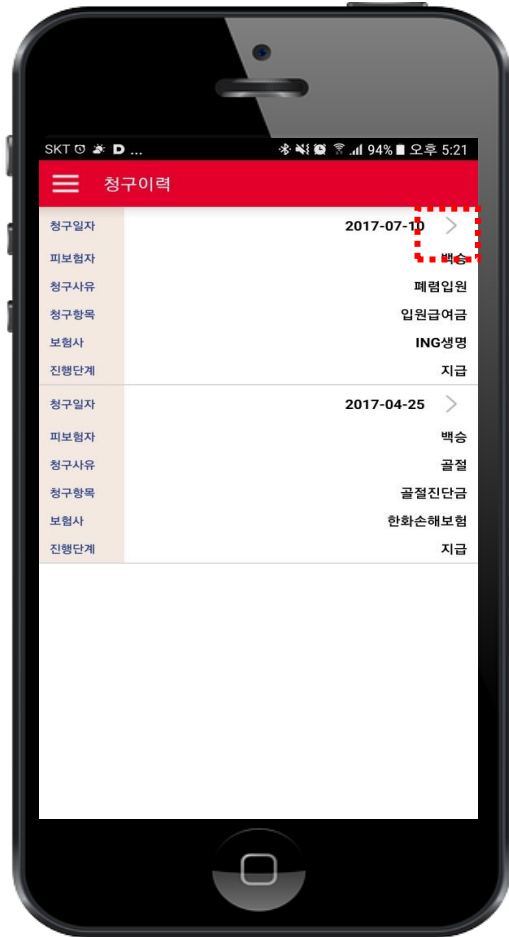 SKT D ... 94% 오후 5:21
청구이력
청구일자 2017-07-10
피보험자 백승
청구사유 폐렴입원
청구항목 입원급여금
보험사 ING생명
진행단계 지급
청구일자 2017-04-25
피보험자 백승
청구사유 골절
청구항목 골절진단금
보험사 한화손해보험
진행단계 지급